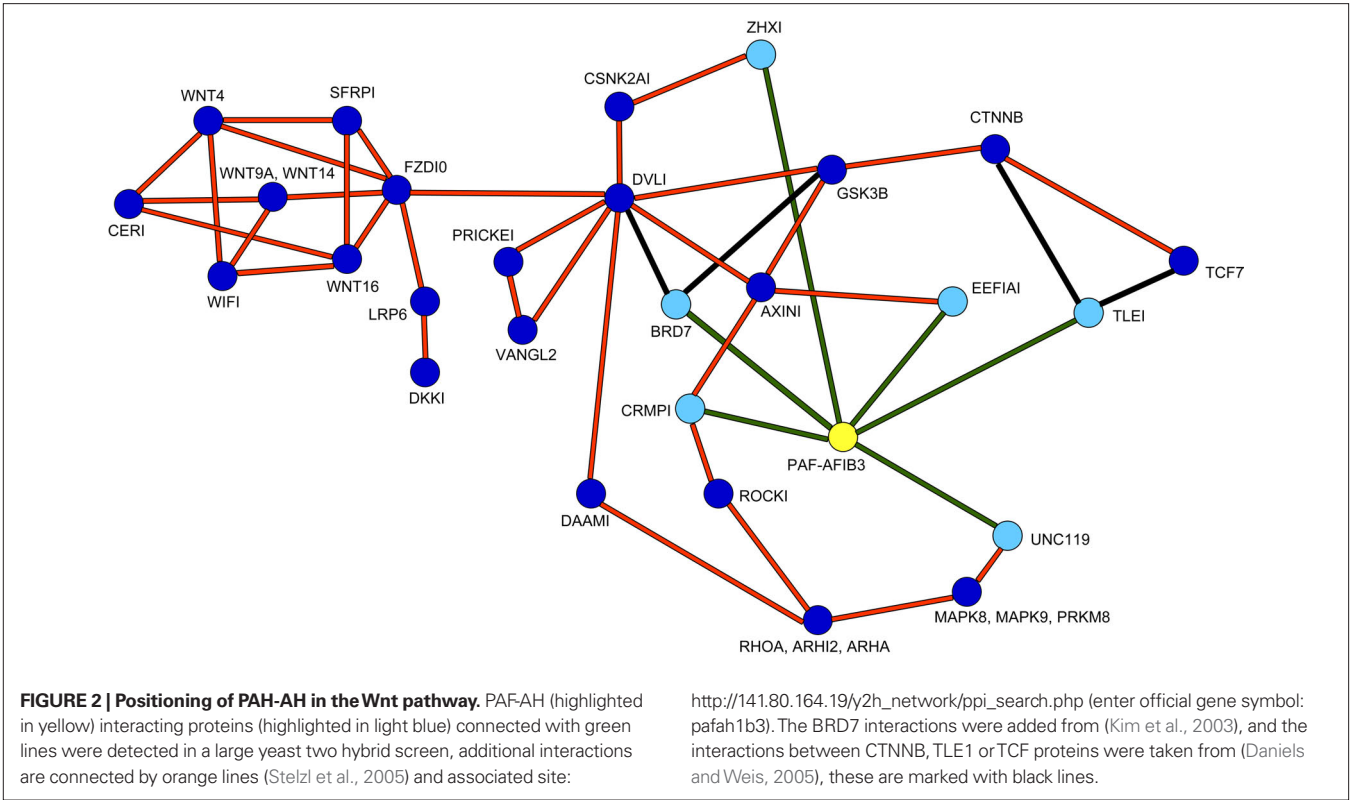 ZHXI
CSNK2AI
WNT4
SFRPI
CTNNB
WNT9A, WNT14
FZDI0
DVLI
GSK3B
CERI
PRICKEI
TCF7
WIFI
WNT16
EEFIAI
LRP6
BRD7
AXINI
TLEI
VANGL2
DKKI
CRMPI
PAF-AFIB3
ROCKI
DAAMI
UNC119
MAPK8, MAPK9, PRKM8
RHOA, ARHI2, ARHA
FIGURE 2 | Positioning of PAH-AH in the Wnt pathway. PAF-AH (highlighted
in yellow) interacting proteins (highlighted in light blue) connected with green
lines were detected in a large yeast two hybrid screen, additional interactions
are connected by orange lines (Stelzl et al., 2005) and associated site:
http://141.80.164.19/y2h_network/ppi_search.php (enter official gene symbol:
pafah1b3). The BRD7 interactions were added from (Kim et al., 2003), and the
interactions between CTNNB, TLE1 or TCF proteins were taken from (Daniels
and Weis, 2005), these are marked with black lines.